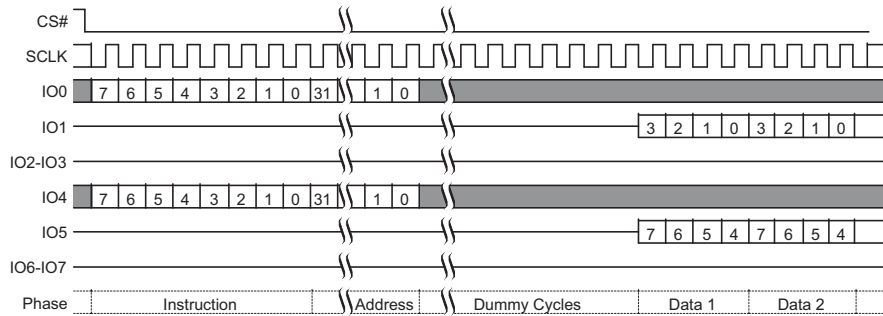 CS#
SCLK
IO0 7 6 5 4 3 2 1 0 31 1 0
IO1 3 2 1 0 3 2 1 0
IO2-IO3
IO4 7 6 5 4 3 2 1 0 31 1 0
IO5 7 6 5 4 7 6 5 4
IO6-IO7
Phase Instruction Address Dummy Cycles Data 1 Data 2